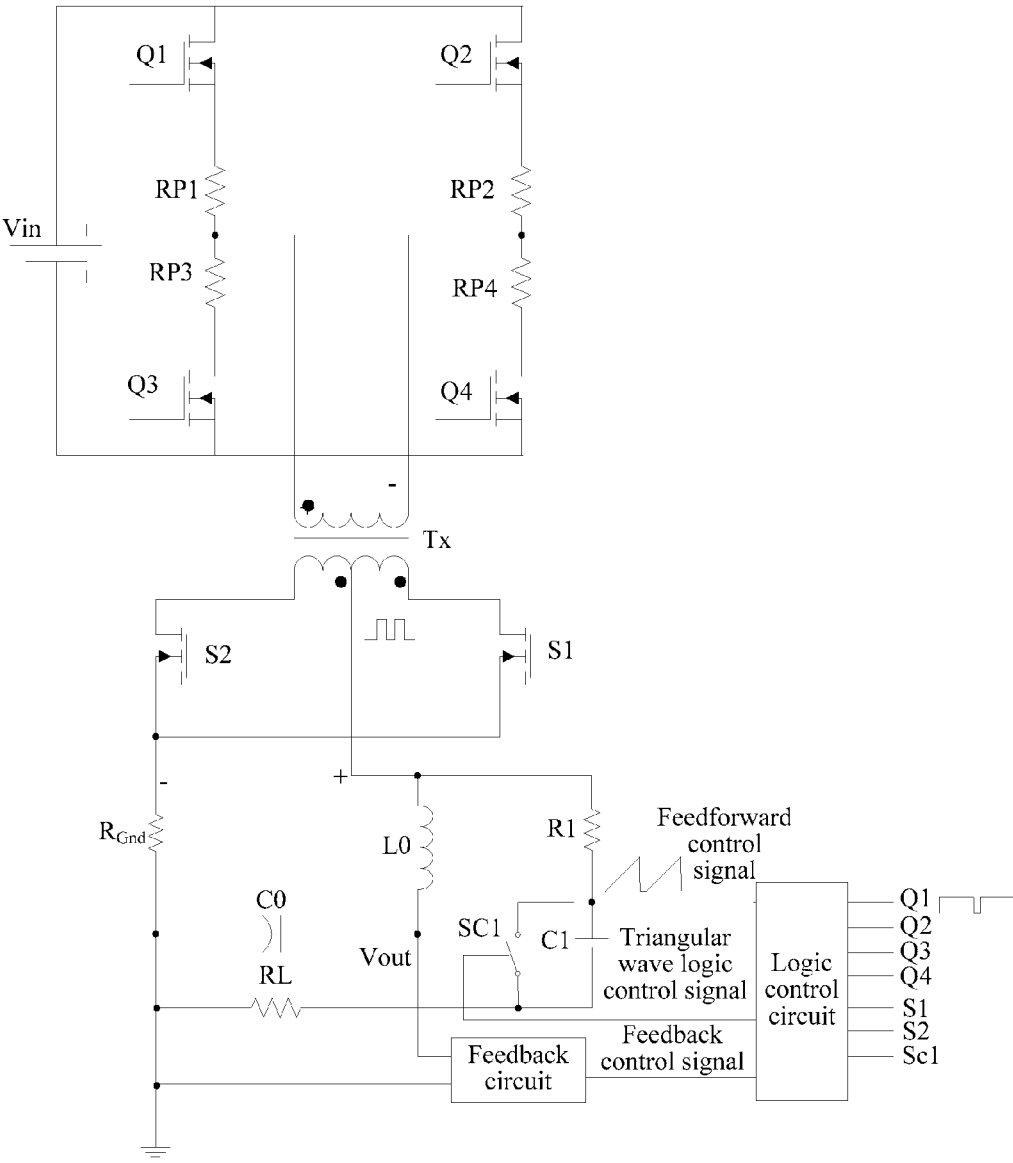 Q1
Q2
RP1
RP2
Vin
RP3
RP4
Q3
Q4
-
+
Tx
S2
S1
-
+
RGnd
L0
R1
Feedforward
control
signal
C0
SC1
C1
Vout
RL
Triangular
wave logic
control signal
Logic
control
circuit
Q1
Q2
Q3
Q4
S1
S2
Sc1
Feedback
circuit
Feedback
control signal